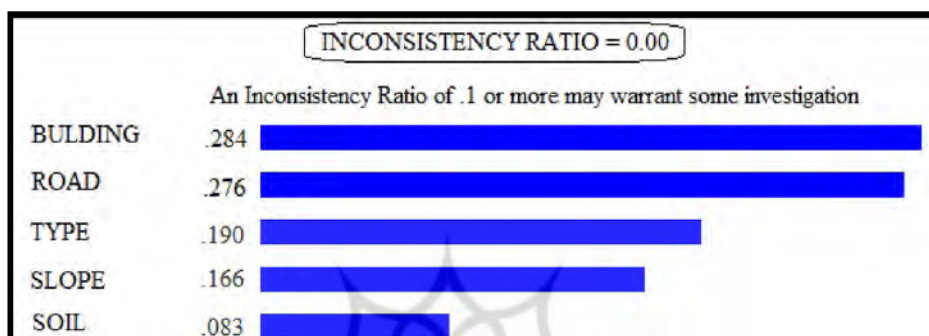 INCONSISTENCY RATIO = 0.00
An Inconsistency Ratio of .1 or more may warrant some investigation
BULDING .284
ROAD .276
TYPE .190
SLOPE .166
SOIL .083